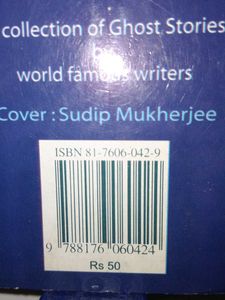 collection of Ghost Stories
world famous writers
Cover : Sudip Mukherjee
ISBN 81-7606-042-9
9 788176 060424
Rs 50